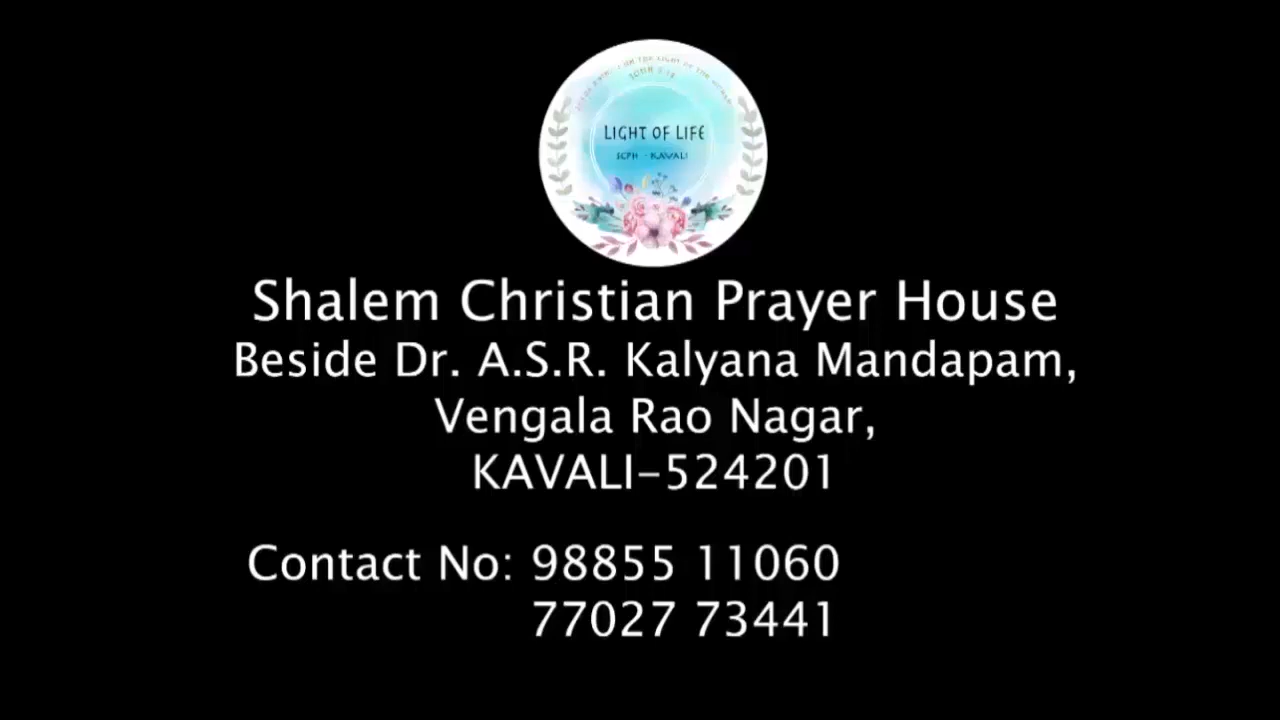 LIGHT OF LIFE
SCPH - KAVALI
Shalem Christian Prayer House
Beside Dr. A.S.R. Kalyana Mandapam,
Vengala Rao Nagar,
KAVALI-524201
Contact No: 98855 11060
77027 73441